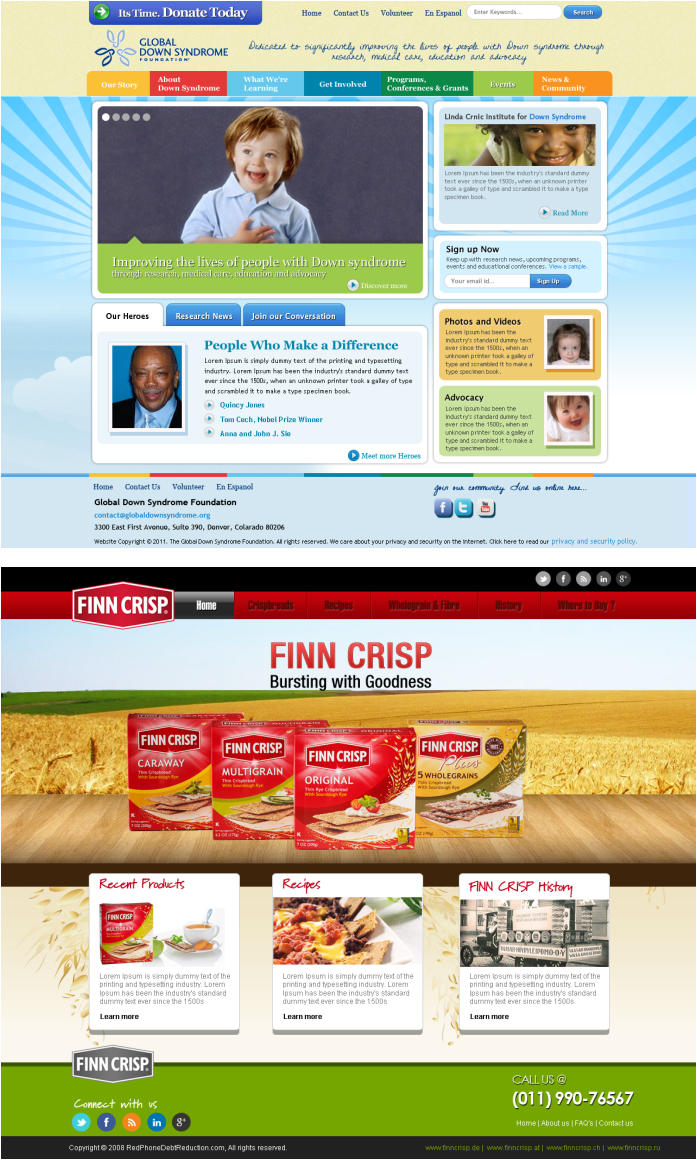 Its Time. Donate Today
Home Contact Us Volunteer En Espanol
Enter Keywords... Search
GLOBAL
DOWN SYNDROME
FOUNDATION
Dedicated to significantly improving the lives of people with Down syndrome through
research, medical care, education and advocacy
Our Story
About
Down Syndrome
What We're
Learning
Get Involved
Programs,
Conferences & Grants
Events
News &
Community
Improving the lives of people with Down syndrome
through research, medical care, education and advocacy
Discover more
Linda Crnic Institute for Down Syndrome
Lorem Ipsum has been the industry's standard dummy
text ever since the 1500s, when an unknown printer
took a galley of type and scrambled it to make a type
specimen book.
Read More
Sign up Now
Keep up with research news, upcoming programs,
events and educational conferences. View a sample.
Your email id... Sign Up
Our Heroes Research News Join our Conversation
People Who Make a Difference
Lorem Ipsum is simply dummy text of the printing and typesetting
industry. Lorem Ipsum has been the industry's standard dummy text
ever since the 1500s, when an unknown printer took a galley of type
and scrambled it to make a type specimen book.
Quincy Jones
Tom Cech, Nobel Prize Winner
Anna and John J. Sie
Meet more Heroes
Photos and Videos
Lorem Ipsum has been the
industry's standard dummy
text ever since the 1500s,
when an unknown printer
took a galley of type and
scrambled it to make a
type specimen book.
Advocacy
Lorem Ipsum has been the
industry's standard dummy
text ever since the 1500s,
when an unknown printer
took a galley of type and
scrambled it to make a
type specimen book.
Home Contact Us Volunteer En Espanol
Global Down Syndrome Foundation
contact@globaldownsyndrome.org
3300 East First Avenue, Suito 390, Denver, Colarado 80206
join our community. Find us online here...
You Tube
Website Copyright © 2011. The Global Down Syndrome Foundation. All rights reserved. We care about your privacy and security on the Internet. Click here to read our privacy and security policy.
FINN CRISP
Home Crispbreads Recipes Wholegrain & Fibre History Where to Buy ?
FINN CRISP
Bursting with Goodness
FINN CRISP
CARAWAY
Thin Crispbread
With Sourdough Rye
FINN CRISP
MULTIGRAIN
Thin Crispbread
With Sourdough Rye
FINN CRISP
ORIGINAL
Thin Rye Crispbread
With Sourdough Rye
FINN CRISP
Plus
5 WHOLEGRAINS
Recent Products
FINN CRISP
MULTIGRAIN
Lorem Ipsum is simply dummy text of the
printing and typesetting industry. Lorem
Ipsum has been the industry's standard
dummy text ever since the 1500s
Learn more
Recipes
Lorem Ipsum is simply dummy text of the
printing and typesetting industry. Lorem
Ipsum has been the industry's standard
dummy text ever since the 1500s
Learn more
FINN CRISP History
Lorem Ipsum is simply dummy text of the
printing and typesetting industry. Lorem
Ipsum has been the industry's standard
dummy text ever since the 1500s
Learn more
FINN CRISP
Connect with us
CALL US @
(011) 990-76567
Home | About us | FAQ's | Contact us
Copyright © 2008 RedPhoneDebtReduction.com, All rights reserved.
www.finncrisp.de | www.finncrisp.at | www.finncrisp.ch | www.finncrisp.ru